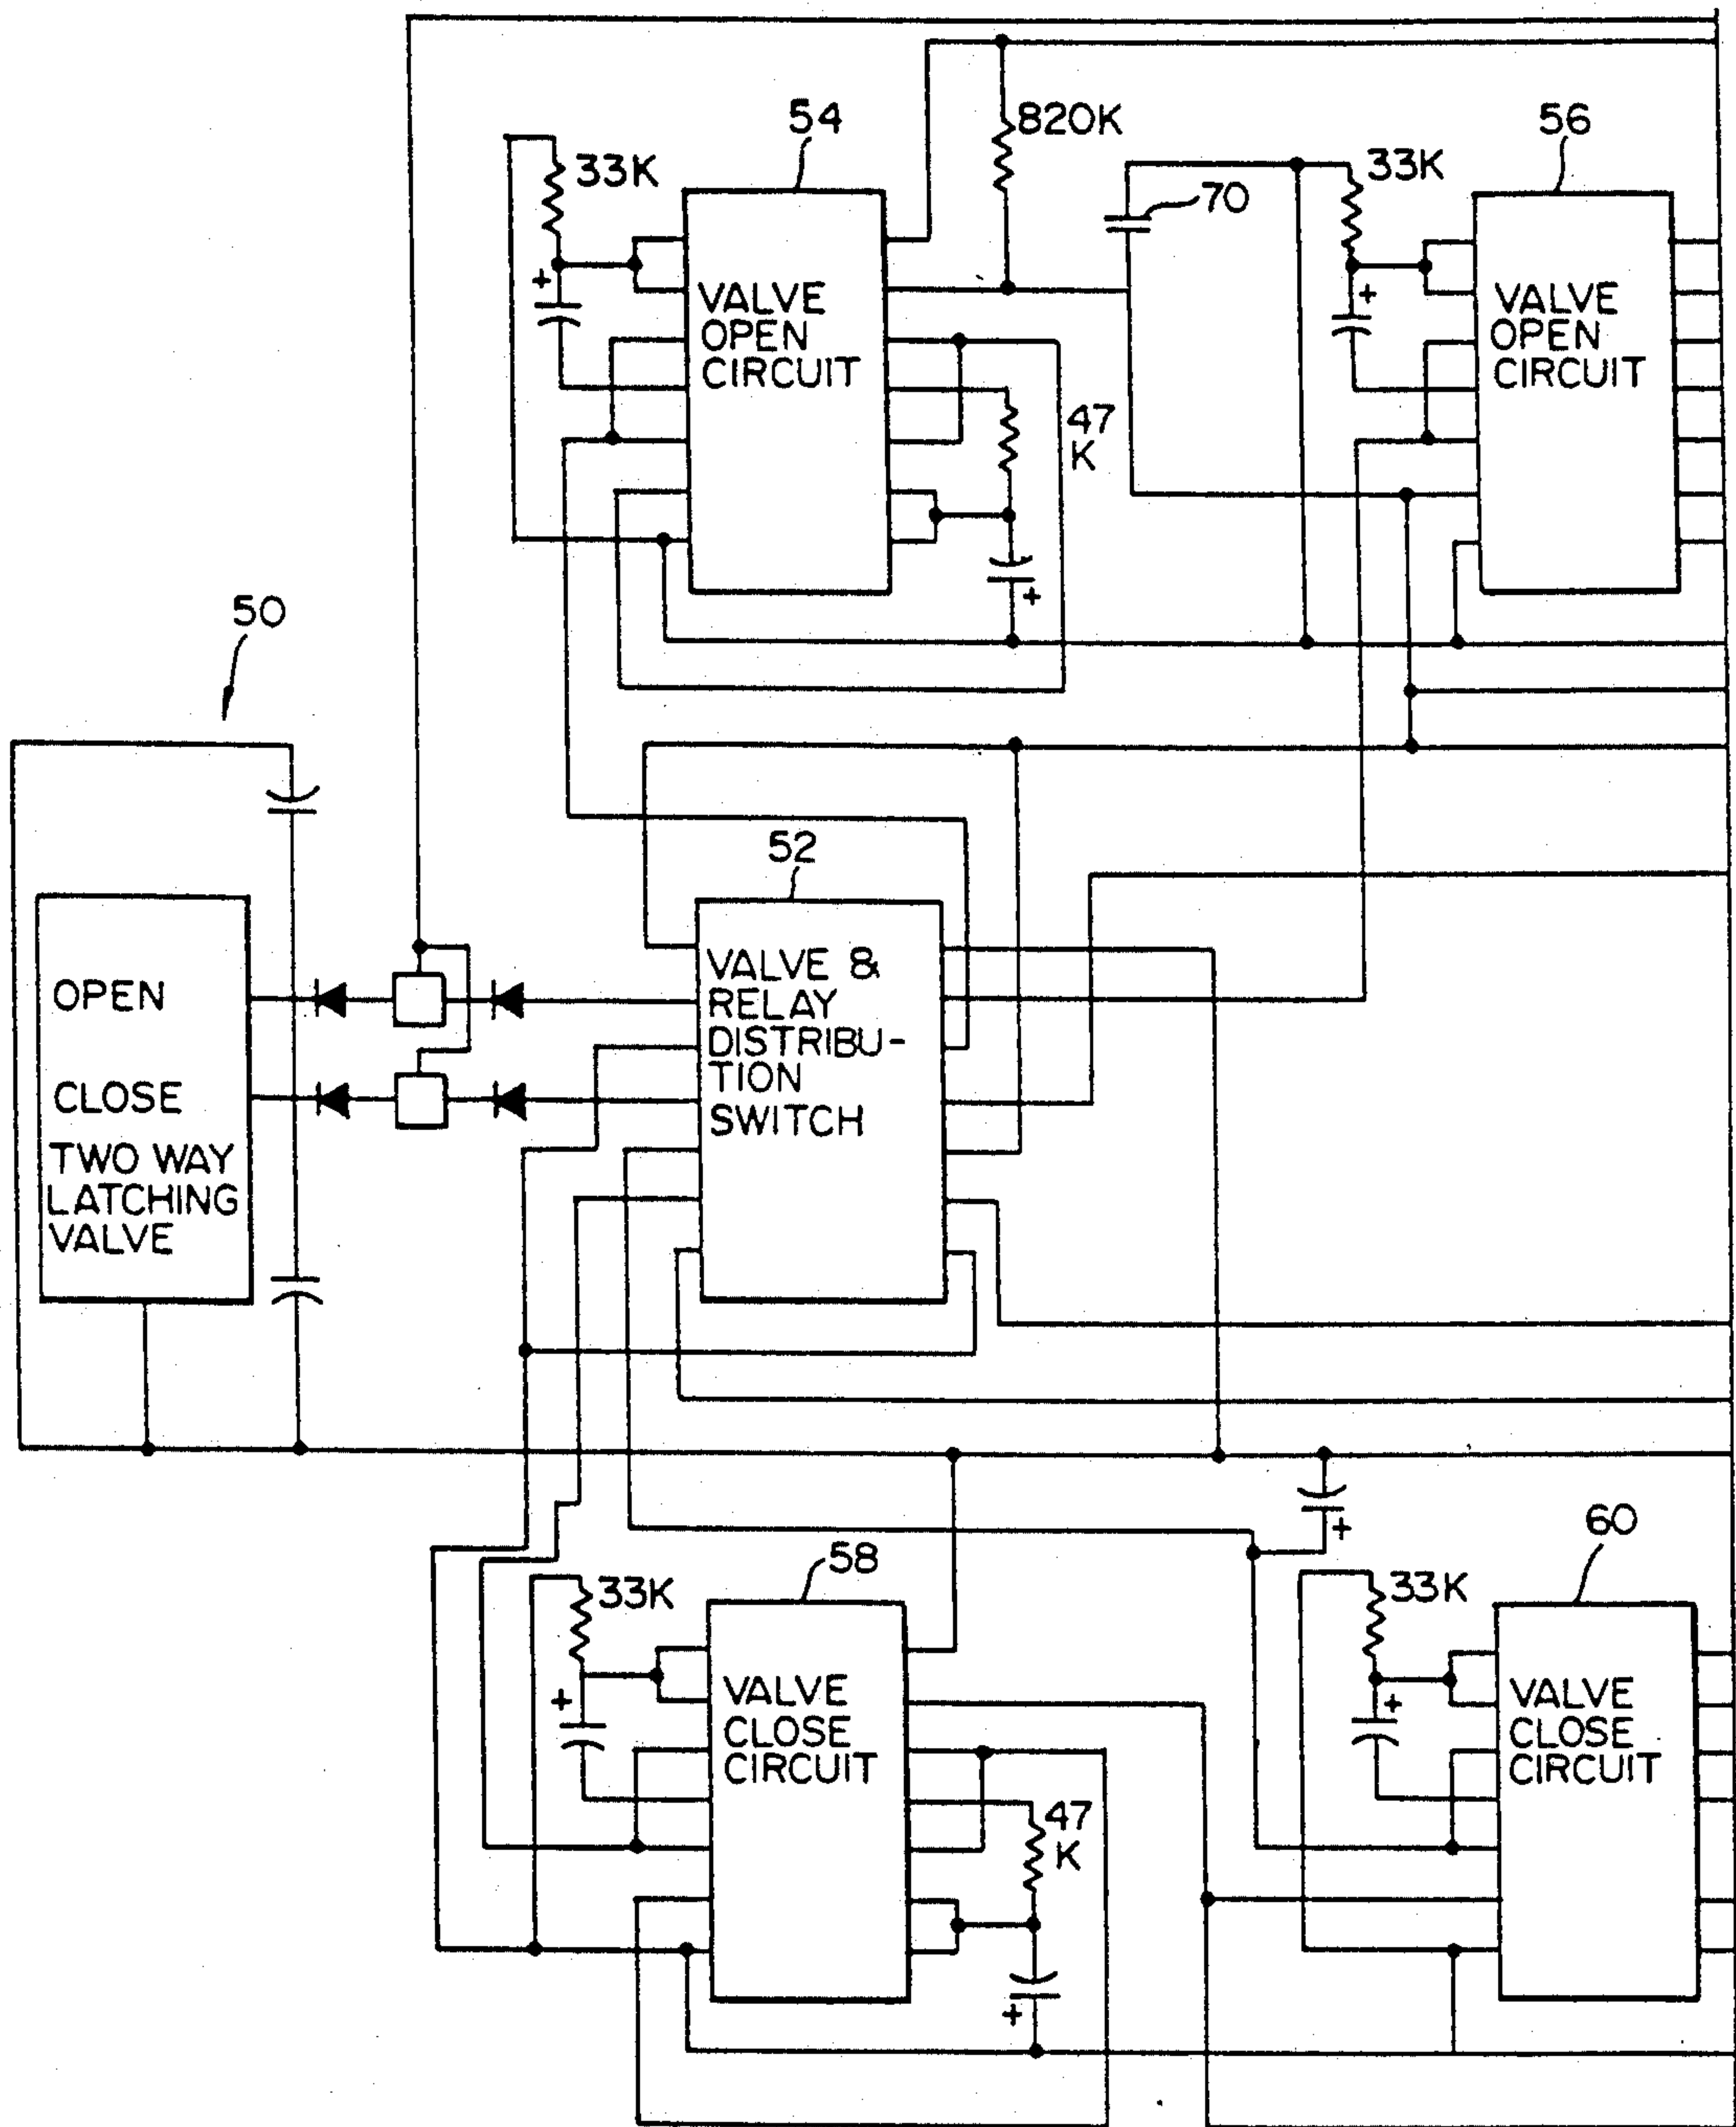 54
820K
56
33K
33K
70
VALVE
OPEN
CIRCUIT
VALVE
OPEN
CIRCUIT
+
+
47
K
+
50
52
OPEN
CLOSE
TWO WAY
LATCHING
VALVE
VALVE &
RELAY
DISTRIBU-
TION
SWITCH
+
58
60
33K
33K
VALVE
CLOSE
CIRCUIT
VALVE
CLOSE
CIRCUIT
+
+
47
K
+